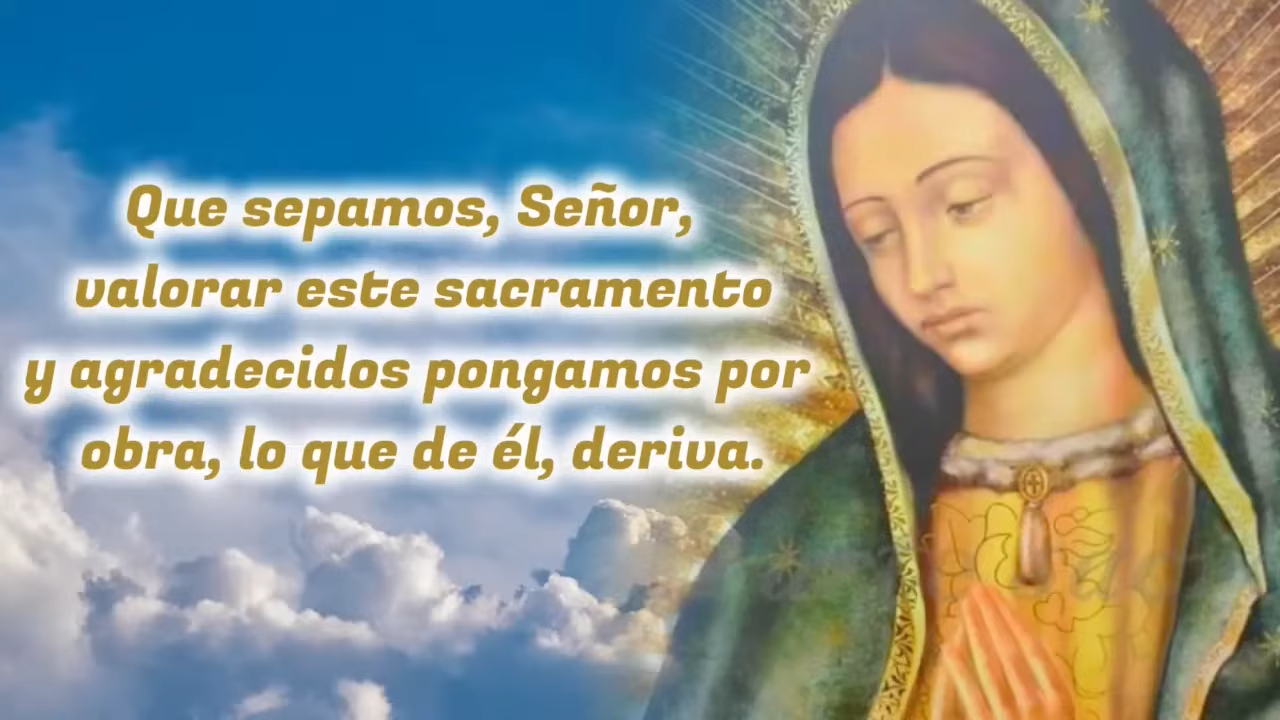 Que sepamos, Señor,
valorar este sacramento
y agradecidos pongamos por
obra, lo que de él, deriva.